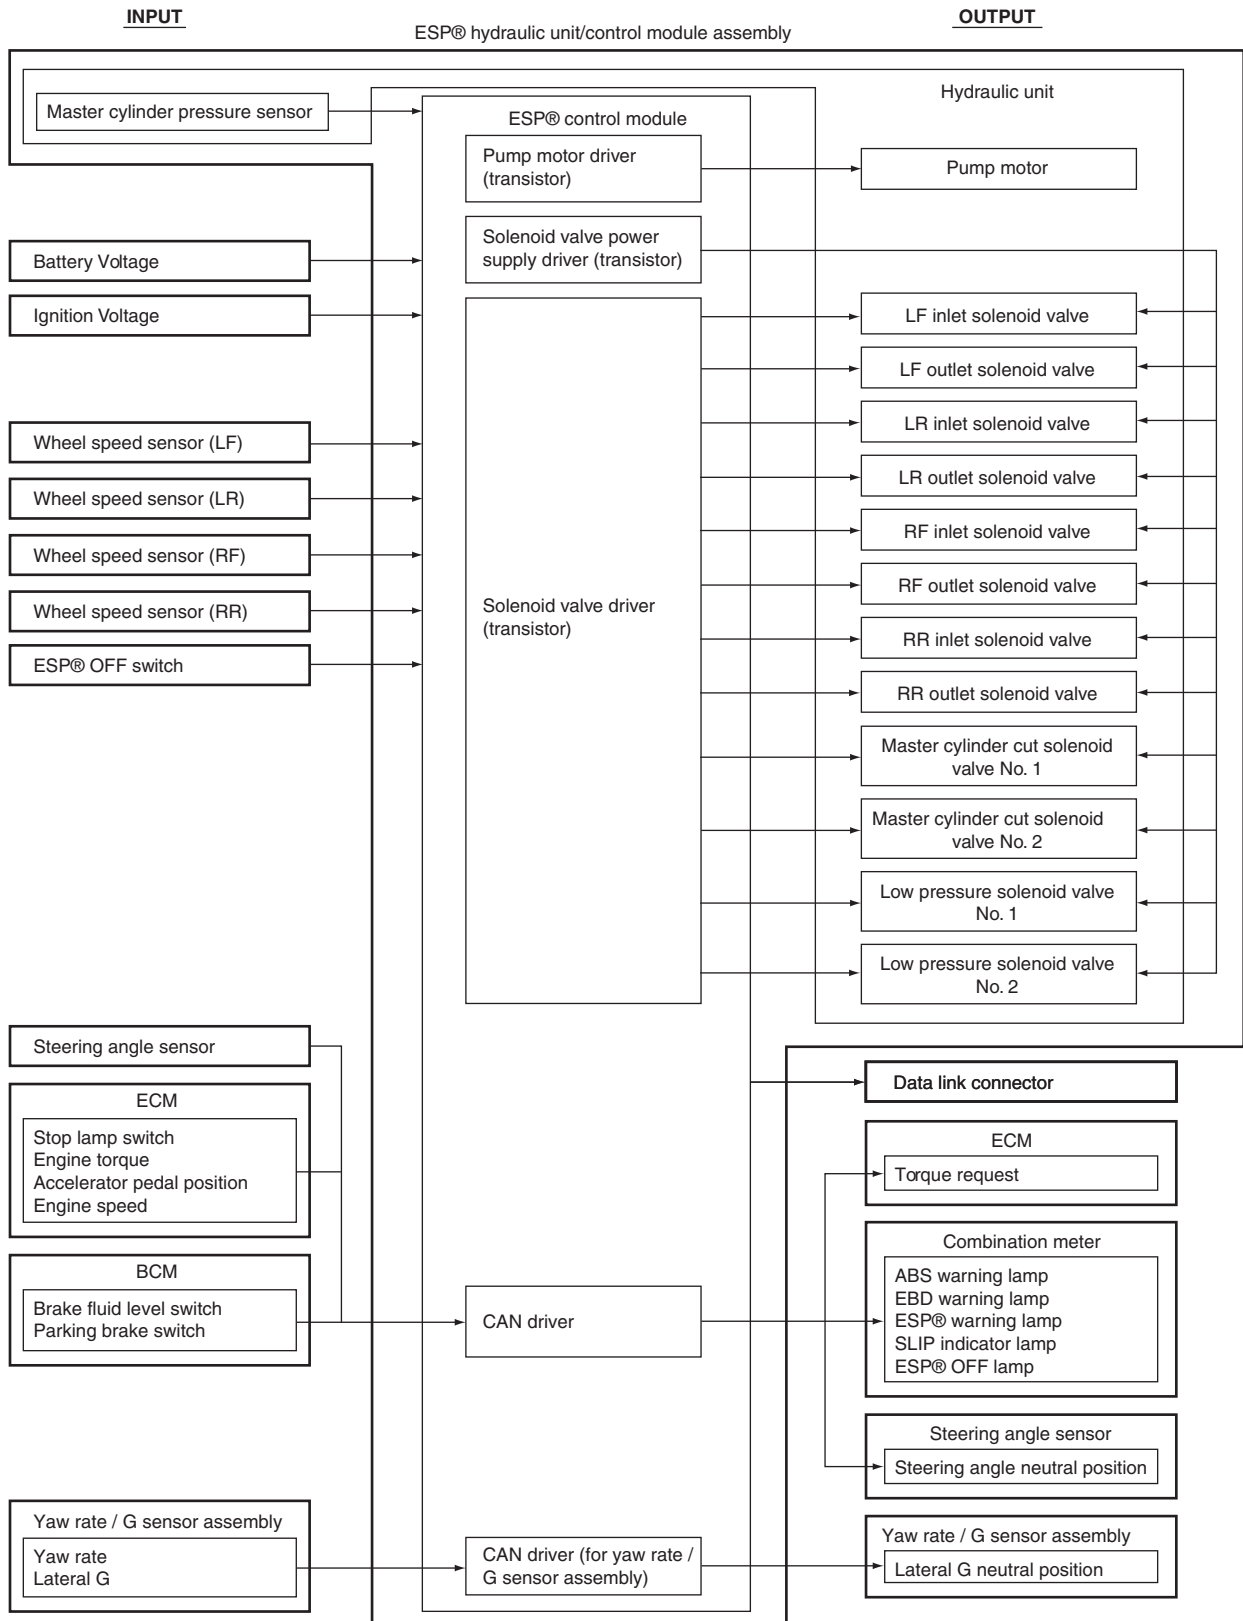 INPUT
OUTPUT
ESP® hydraulic unit/control module assembly
Hydraulic unit
Master cylinder pressure sensor
ESP® control module
Pump motor driver
(transistor)
Pump motor
Solenoid valve power
supply driver (transistor)
Battery Voltage
Ignition Voltage
LF inlet solenoid valve
LF outlet solenoid valve
LR inlet solenoid valve
Wheel speed sensor (LF)
LR outlet solenoid valve
Wheel speed sensor (LR)
RF inlet solenoid valve
Wheel speed sensor (RF)
RF outlet solenoid valve
Wheel speed sensor (RR)
Solenoid valve driver
(transistor)
RR inlet solenoid valve
ESP® OFF switch
RR outlet solenoid valve
Master cylinder cut solenoid
valve No. 1
Master cylinder cut solenoid
valve No. 2
Low pressure solenoid valve
No. 1
Low pressure solenoid valve
No. 2
Steering angle sensor
Data link connector
ECM
Stop lamp switch
Engine torque
Accelerator pedal position
Engine speed
ECM
Torque request
BCM
Brake fluid level switch
Parking brake switch
CAN driver
Combination meter
ABS warning lamp
EBD warning lamp
ESP® warning lamp
SLIP indicator lamp
ESP® OFF lamp
Steering angle sensor
Steering angle neutral position
Yaw rate / G sensor assembly
Yaw rate
Lateral G
CAN driver (for yaw rate /
G sensor assembly)
Yaw rate / G sensor assembly
Lateral G neutral position